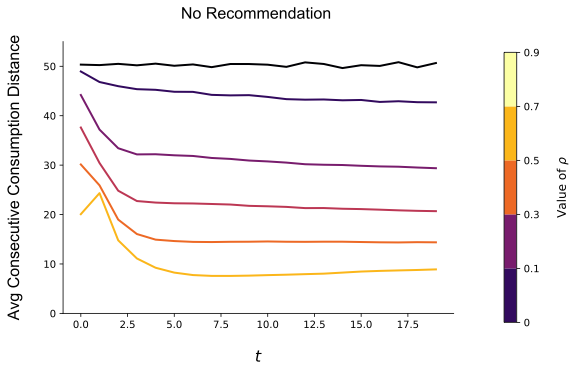 No Recommendation
Avg Consecutive Consumption Distance
50
40
30
20
10
0
0.0 2.5 5.0 7.5 10.0 12.5 15.0 17.5
t
0.9
0.7
0.5
0.3
0.1
0
Value of ρ